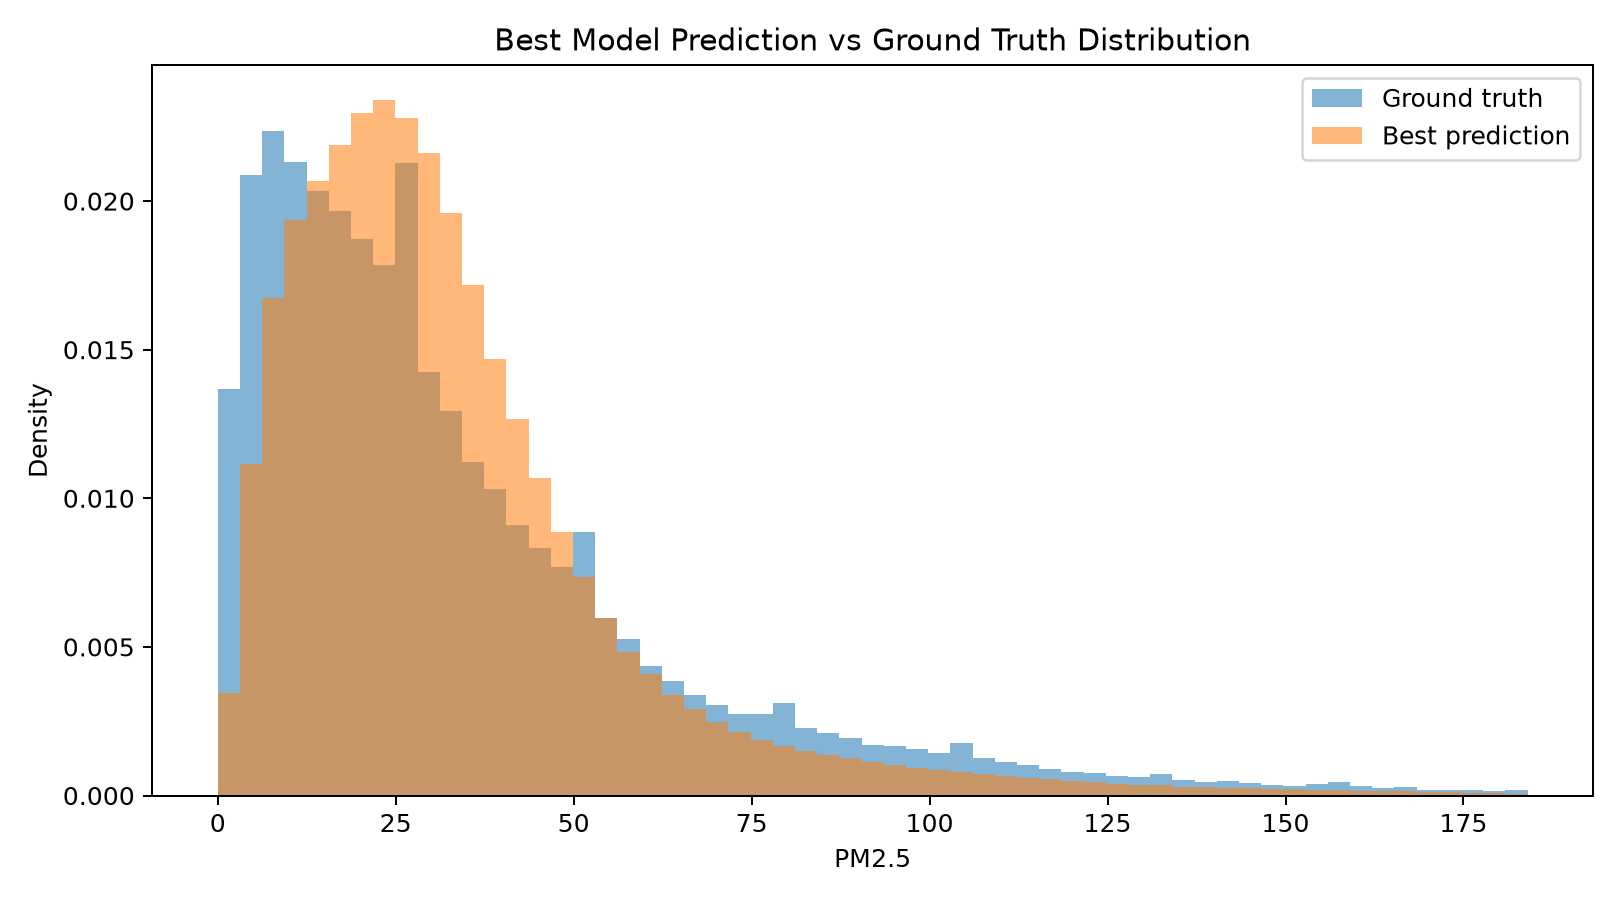 Best Model Prediction vs Ground Truth Distribution
Ground truth
Best prediction
0.020
0.015
0.010
0.005
0.000
Density
0 25 50 75 100 125 150 175
PM2.5